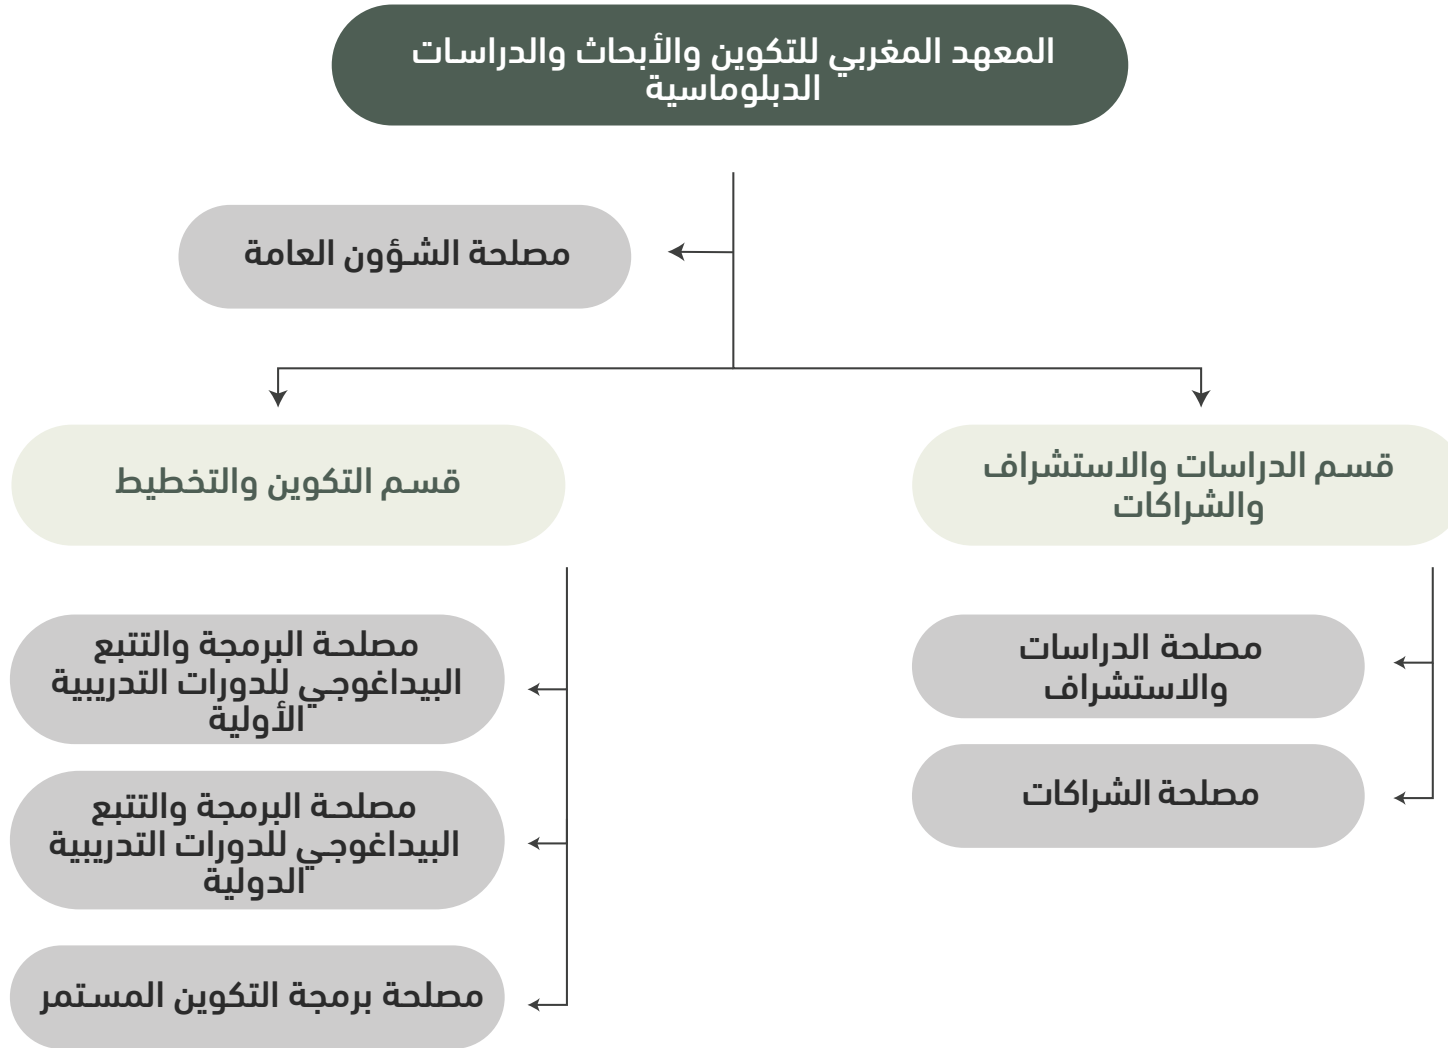 المعهد المغربي للتكوين والأبحاث والدراسات
الدبلوماسية
مصلحة الشؤون العامة
قسم الدراسات والاستشراف
والشراكات
مصلحة الدراسات
والاستشراف
مصلحة الشراكات
قسم التكوين والتخطيط
مصلحة البرمجة والتتبع
البيداغوجي للدورات التدريبية
الأولية
مصلحة البرمجة والتتبع
البيداغوجي للدورات التدريبية
الدولية
مصلحة برمجة التكوين المستمر